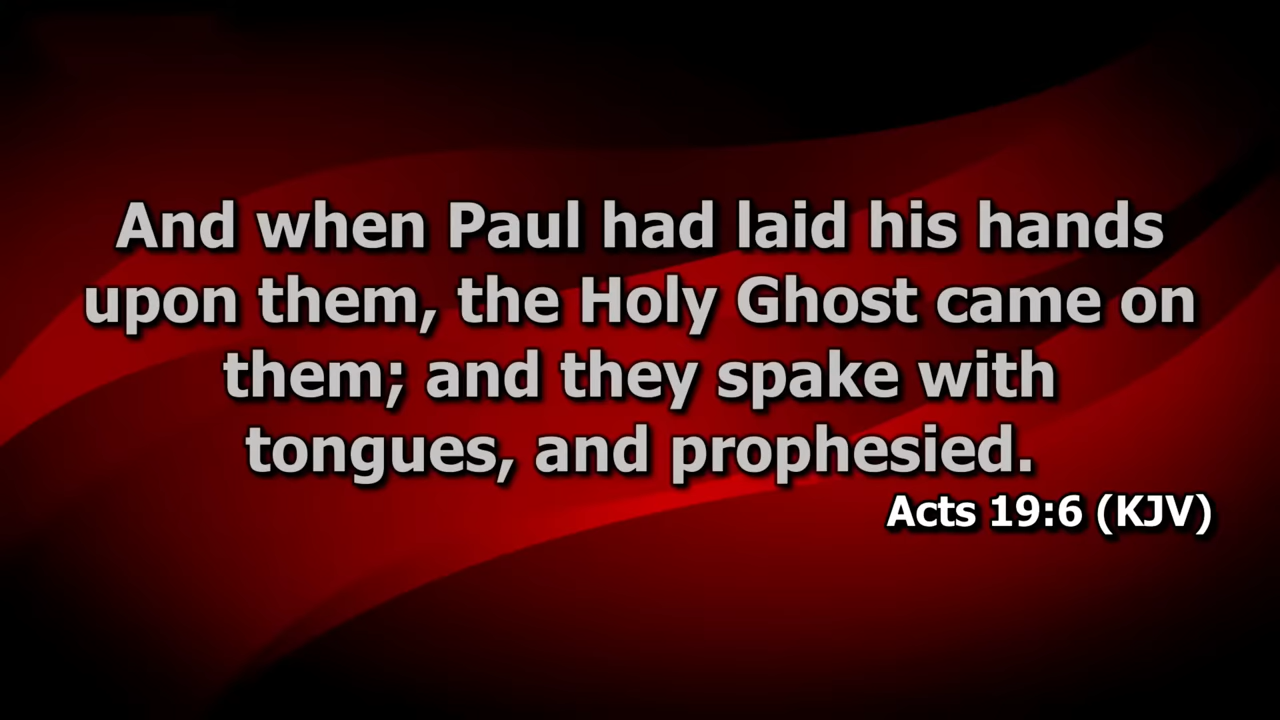 And when Paul had laid his hands
upon them, the Holy Ghost came on
them; and they spake with
tongues, and prophesied.
Acts 19:6 (KJV)